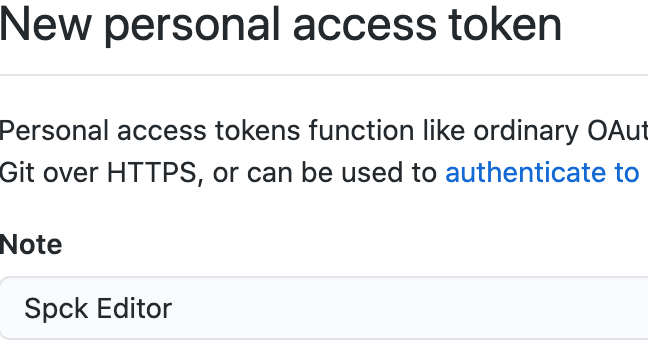 New personal access token
Personal access tokens function like ordinary OAut
Git over HTTPS, or can be used to authenticate to
Note
Spck Editor